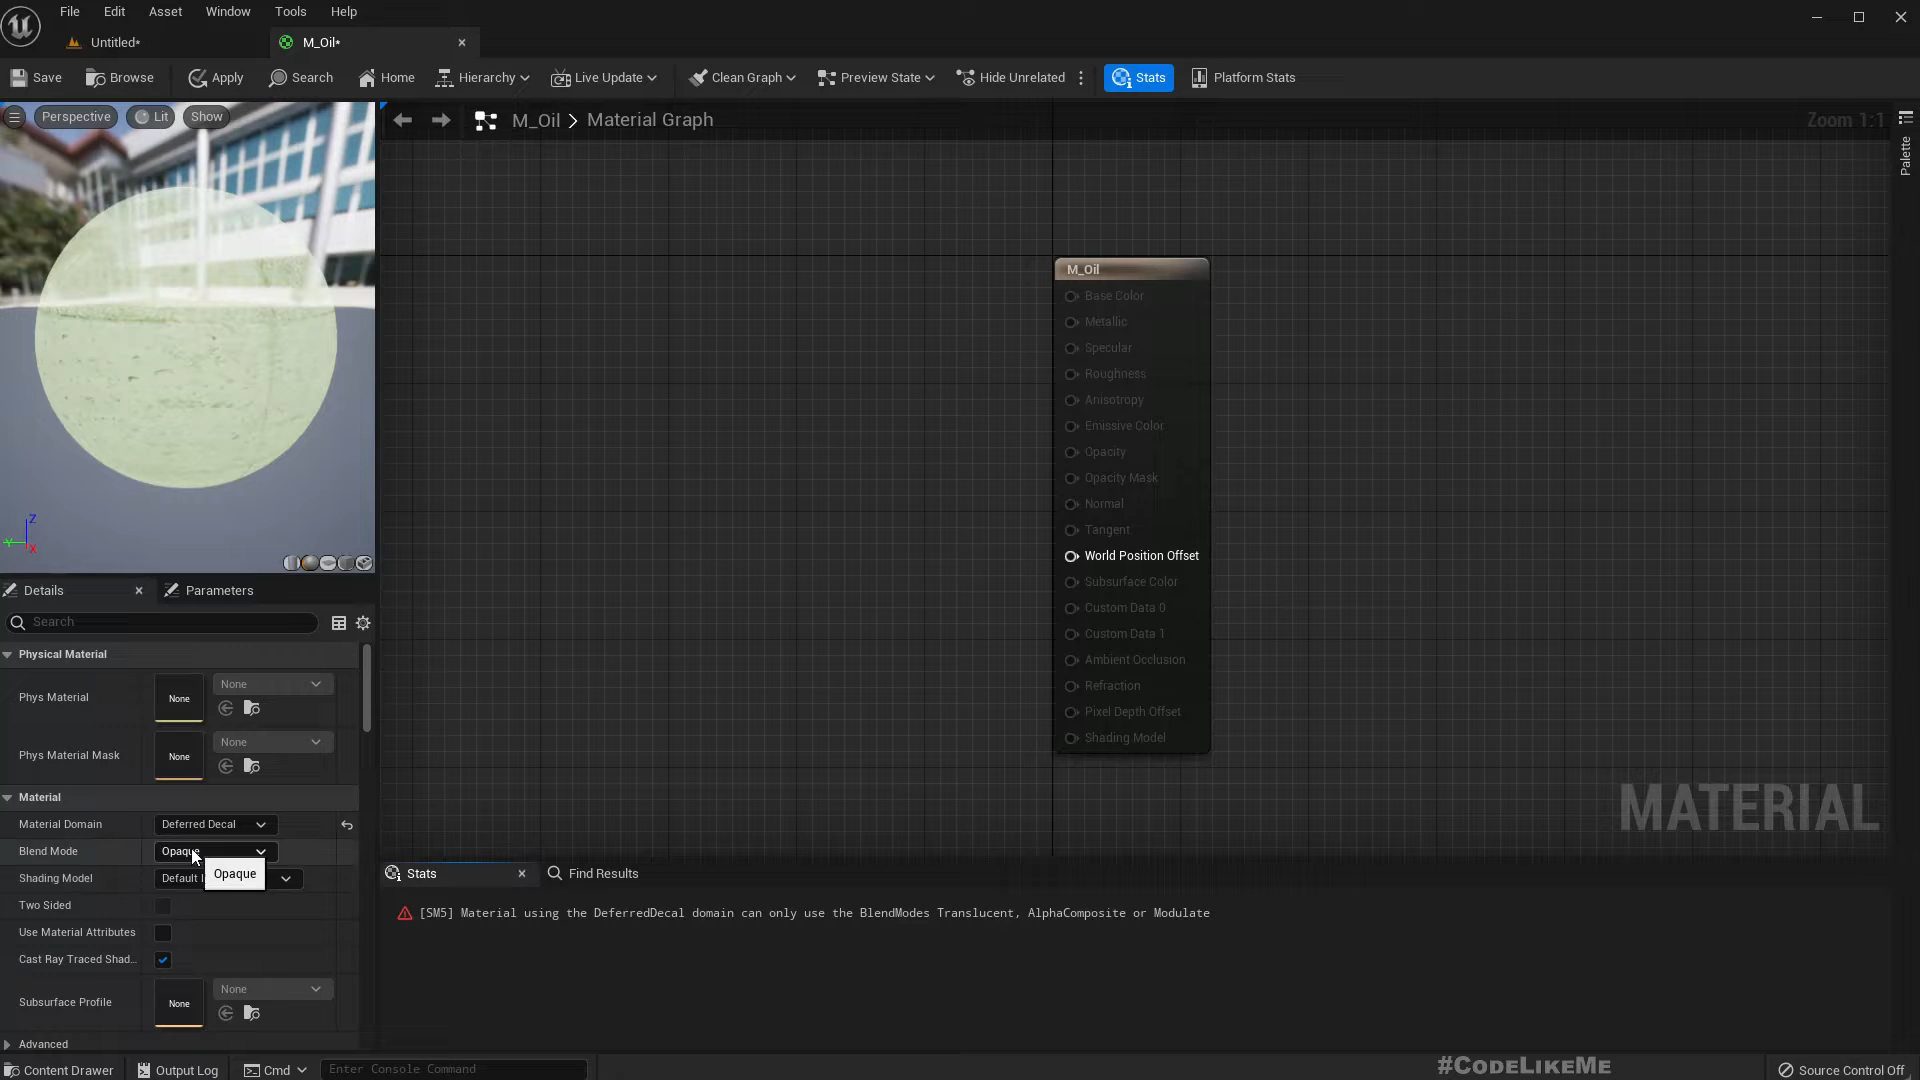 File Edit Asset Window Tools Help
Untitled* M_Oil*
Save Browse Apply Search Home Hierarchy Live Update Clean Graph Preview State Hide Unrelated Stats Platform Stats
Perspective Lit Show
M_Oil > Material Graph
Zoom 1:1
Palette
M_Oil
Base Color
Metallic
Specular
Roughness
Anisotropy
Emissive Color
Opacity
Opacity Mask
Normal
Tangent
World Position Offset
Subsurface Color
Custom Data 0
Custom Data 1
Ambient Occlusion
Refraction
Pixel Depth Offset
Shading Model
MATERIAL
Z
Y
X
Details Parameters
Search
Physical Material
Phys Material None None
Phys Material Mask None None
Material
Material Domain Deferred Decal
Blend Mode Opaque
Shading Model Default
Opaque
Two Sided
Use Material Attributes
Cast Ray Traced Shad...
Subsurface Profile None None
Advanced
Stats Find Results
[SM5] Material using the DeferredDecal domain can only use the BlendModes Translucent, AlphaComposite or Modulate
Content Drawer Output Log Cmd Enter Console Command
#CODELIKEME
Source Control Off